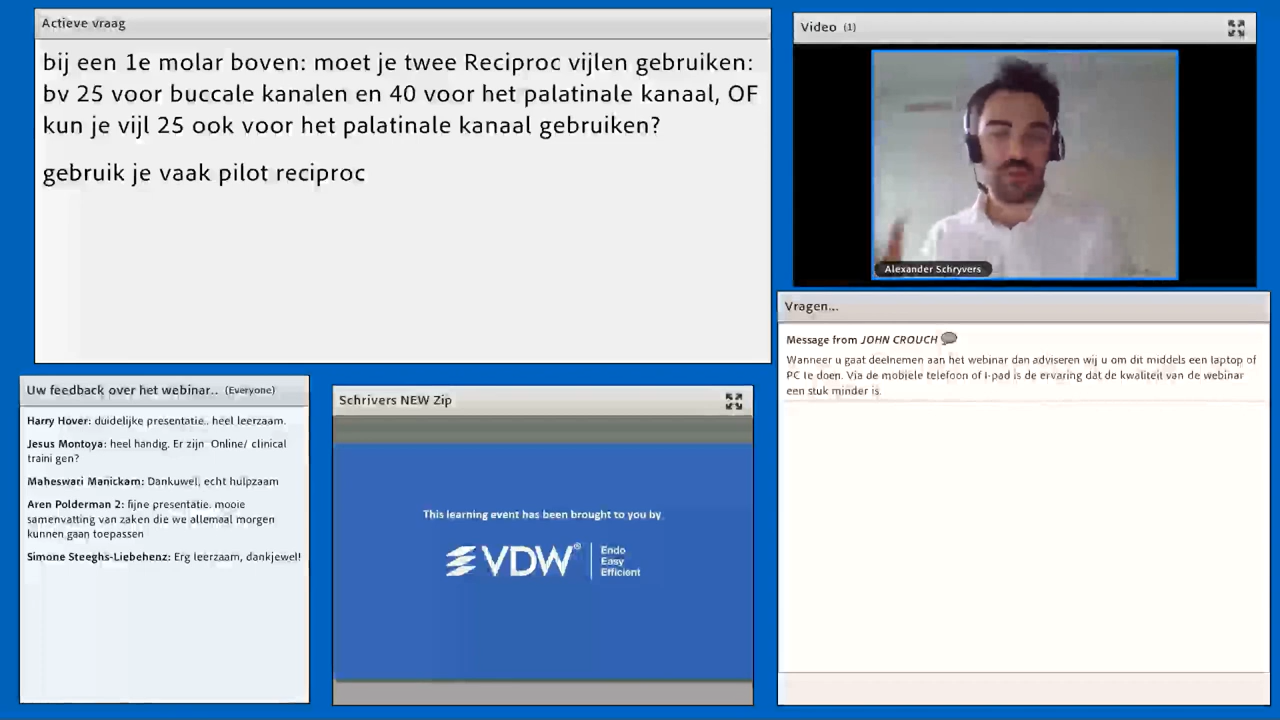 Actieve vraag
bij een 1e molar boven: moet je twee Reciproc vijlen gebruiken:
bv 25 voor buccale kanalen en 40 voor het palatinale kanaal, OF
kun je vijl 25 ook voor het palatinale kanaal gebruiken?
gebruik je vaak pilot reciproc
Video (1)
Alexander Schryvers
Vragen...
Message from JOHN CROUCH
Wanneer u gaat deelnemen aan het webinar dan adviseren wij u om dit middels een laptop of
PC te doen. Via de mobiele telefoon of I-pad is de ervaring dat de kwaliteit van de webinar
een stuk minder is.
Uw feedback over het webinar.. (Everyone)
Harry Hover: duidelijke presentatie.. heel leerzaam.
Jesus Montoya: heel handig. Er zijn Online/ clinical
traini gen?
Maheswari Manickam: Dankuwel, echt hulpzaam
Aren Polderman 2: fijne presentatie. mooie
samenvatting van zaken die we allemaal morgen
kunnen gaan toepassen
Simone Steeghs-Liebehenz: Erg leerzaam, dankjewel!
Schrivers NEW Zip
This learning event has been brought to you by
VDW®
Endo
Easy
Efficient